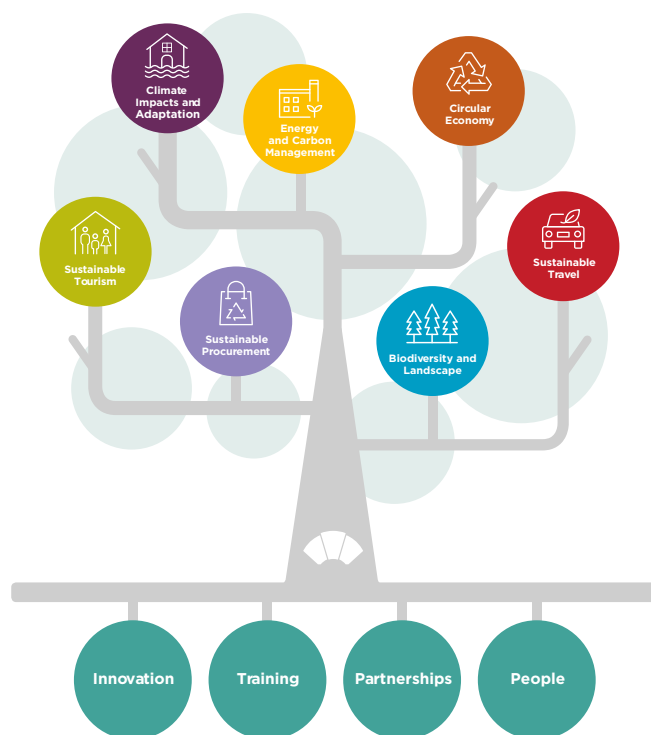 Climate
Impacts and
Adaptation
Energy
and Carbon
Management
Circular
Economy
Sustainable
Tourism
Sustainable
Travel
Sustainable
Procurement
Biodiversity and
Landscape
Innovation
Training
Partnerships
People